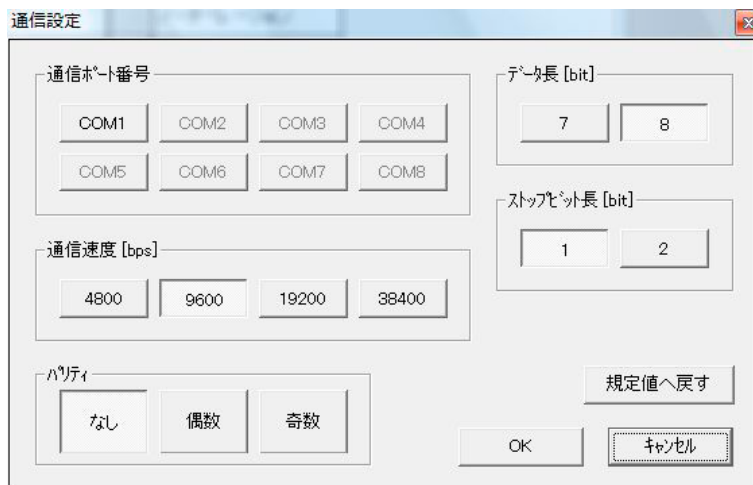 通信設定
通信ﾎﾟｰﾄ番号
COM1 COM2 COM3 COM4
COM5 COM6 COM7 COM8
通信速度 [bps]
4800 9600 19200 38400
ﾊﾟﾘﾃｨ
なし 偶数 奇数
ﾃﾞｰﾀ長 [bit]
7 8
ｽﾄｯﾌﾟﾋﾞｯﾄ長 [bit]
1 2
規定値へ戻す
OK ｷｬﾝｾﾙ